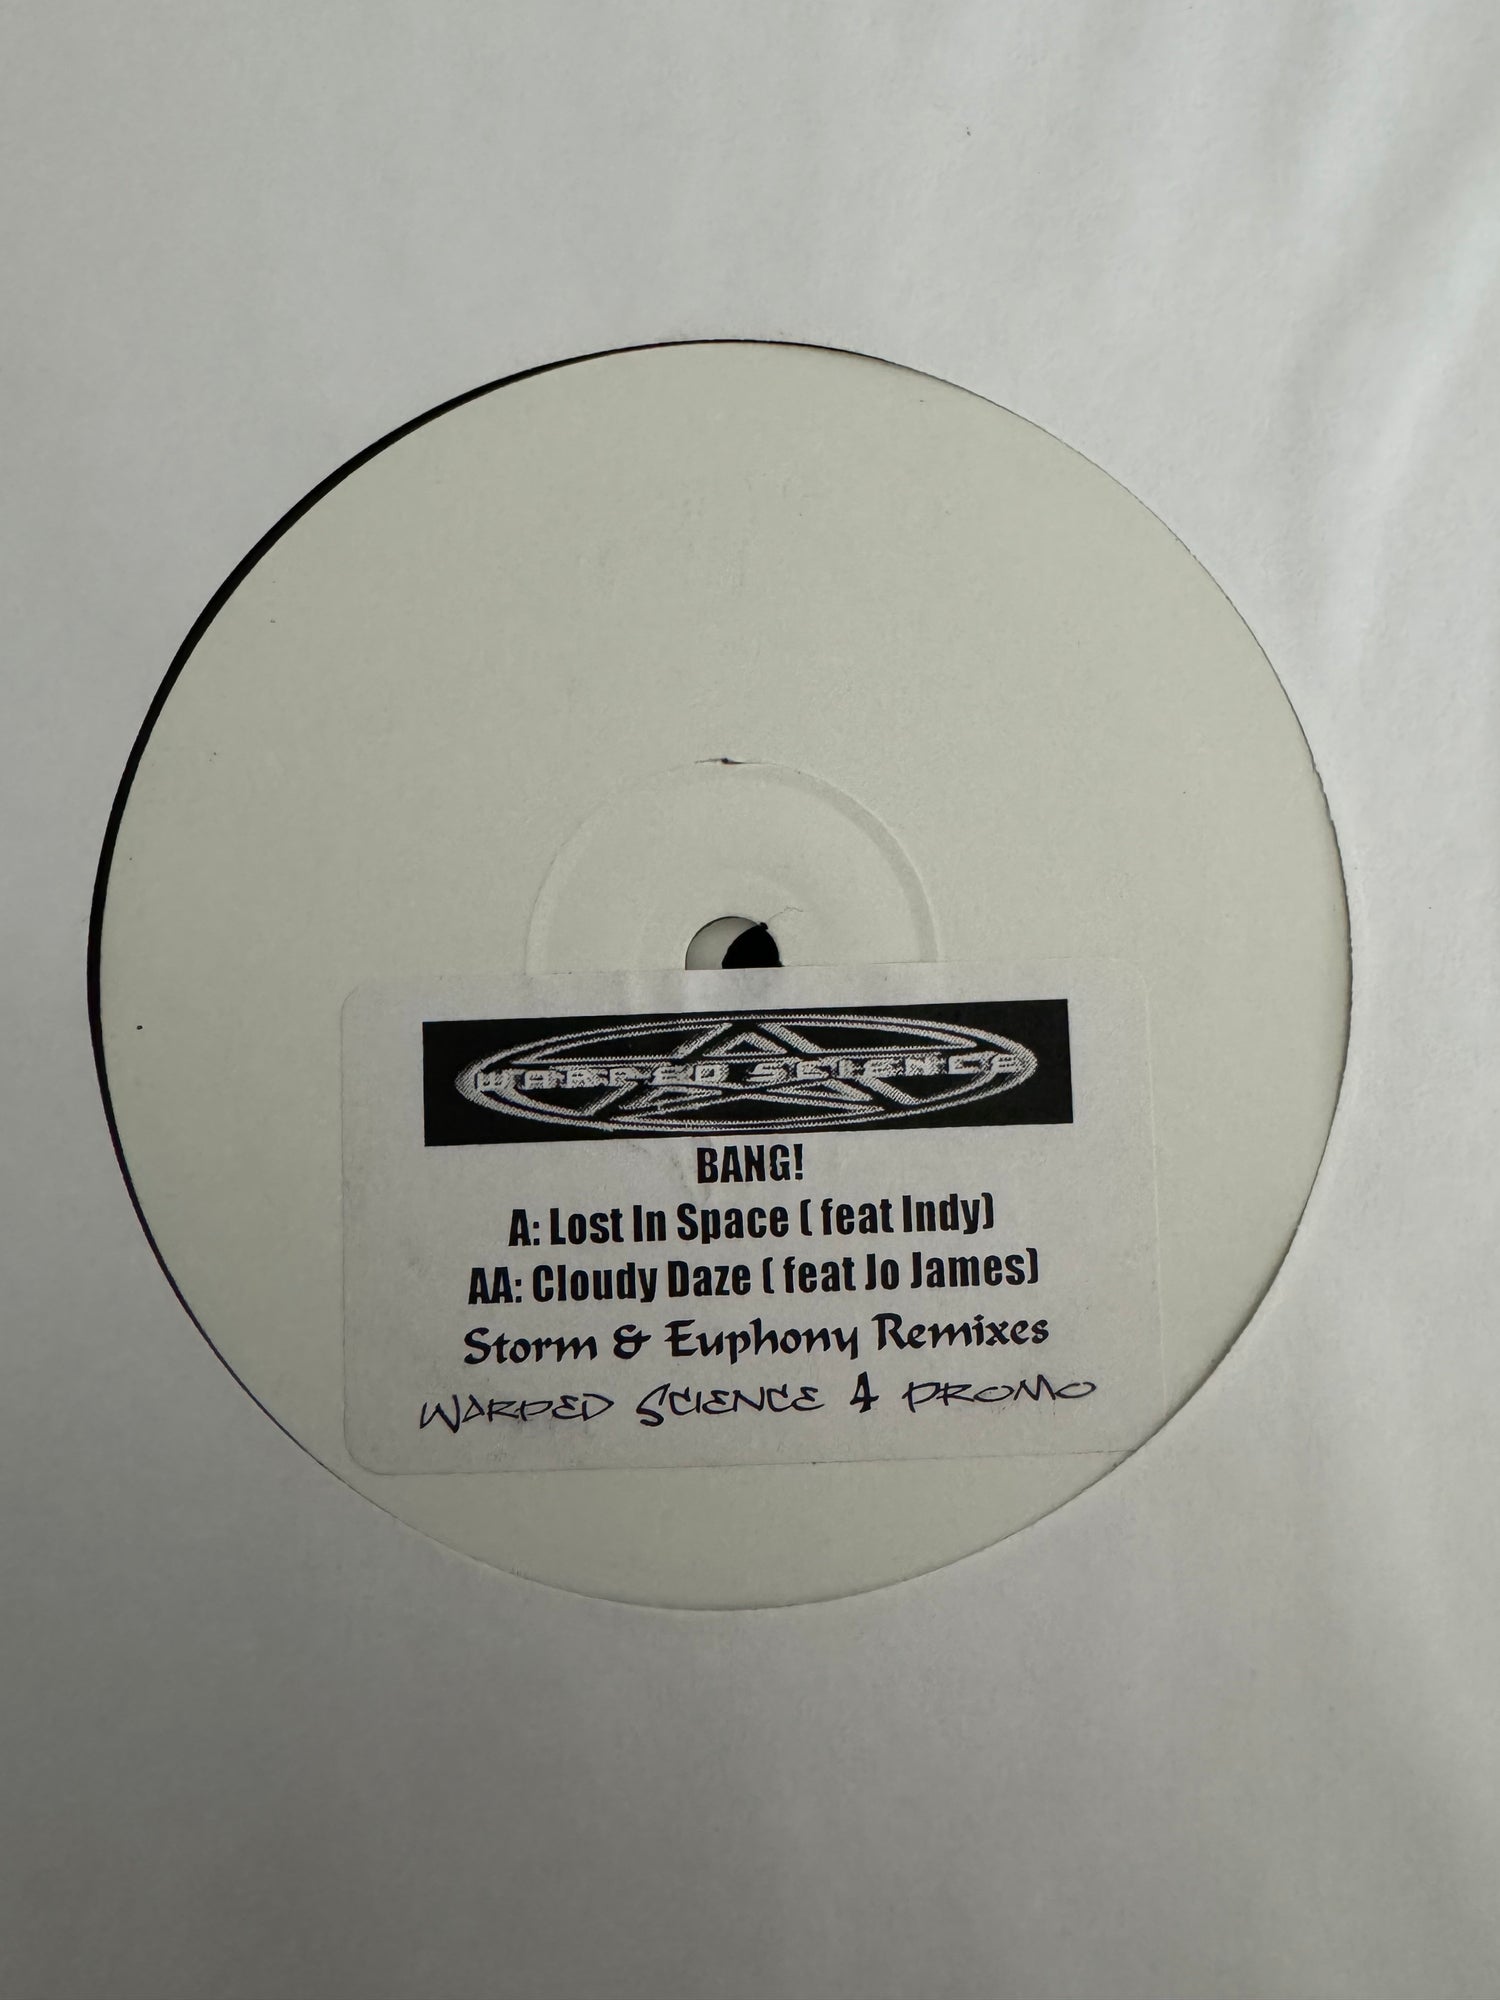 WARPED SCIENCE
BANG!
A: Lost In Space ( feat Indy)
AA: Cloudy Daze ( feat Jo James)
Storm & Euphony Remixes
WARPED SCIENCE 4 PROMO